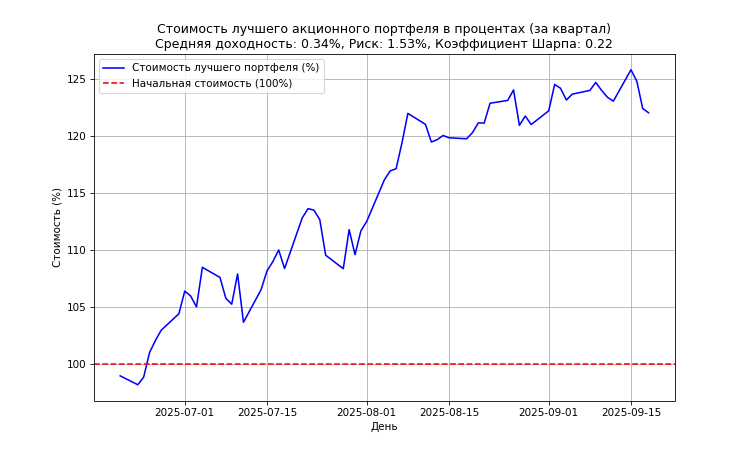 Стоимость лучшего акционного портфеля в процентах (за квартал)
Средняя доходность: 0.34%, Риск: 1.53%, Коэффициент Шарпа: 0.22
Стоимость лучшего портфеля (%)
Начальная стоимость (100%)
Стоимость (%)
125
120
115
110
105
100
2025-07-01
2025-07-15
2025-08-01
2025-08-15
2025-09-01
2025-09-15
День